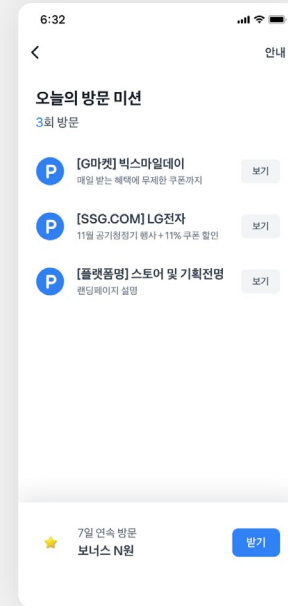 6:32
안내
오늘의 방문 미션
3회 방문
P
[G마켓] 빅스마일데이
매일 받는 혜택에 무제한 쿠폰까지
보기
P
[SSG.COM] LG전자
11월 공기청정기 행사+11% 쿠폰 할인
보기
P
[플랫폼명] 스토어 및 기획전명
랜딩페이지 설명
보기
7일 연속 방문
보너스 N원
받기